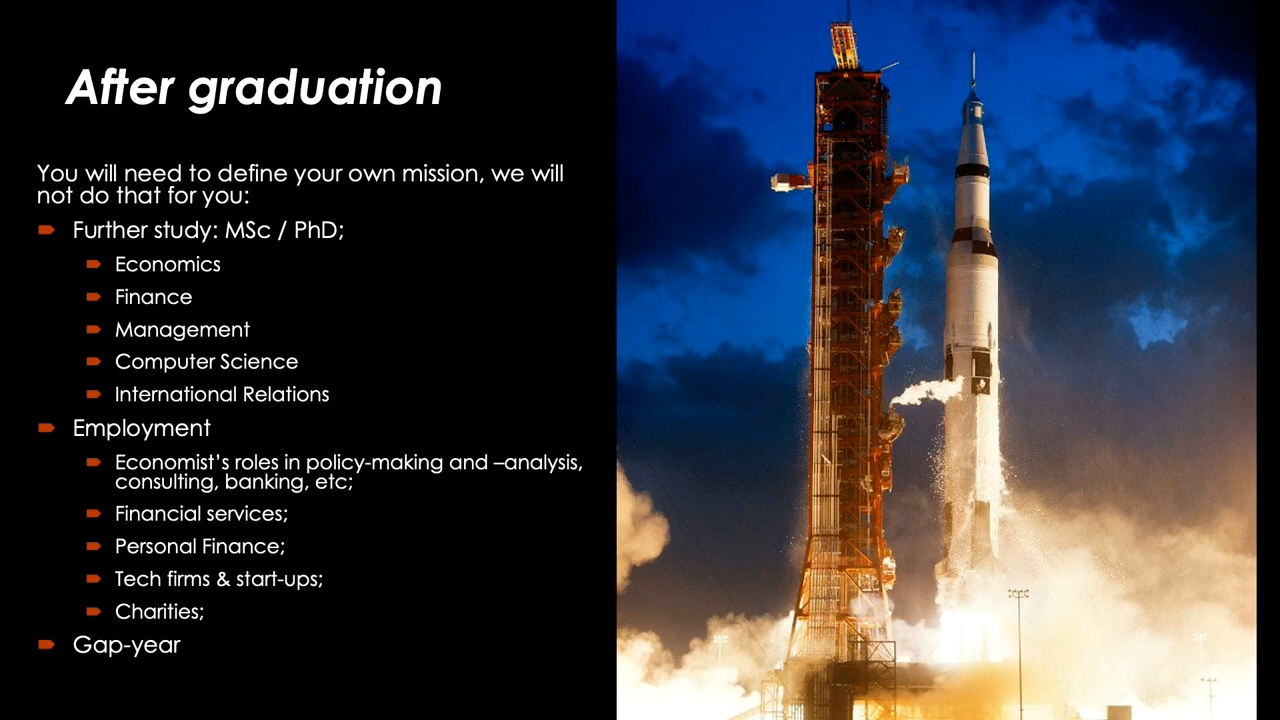 After graduation
You will need to define your own mission, we will
not do that for you:
Further study: MSc / PhD;
Economics
Finance
Management
Computer Science
International Relations
Employment
Economist's roles in policy-making and –analysis,
consulting, banking, etc;
Financial services;
Personal Finance;
Tech firms & start-ups;
Charities;
Gap-year